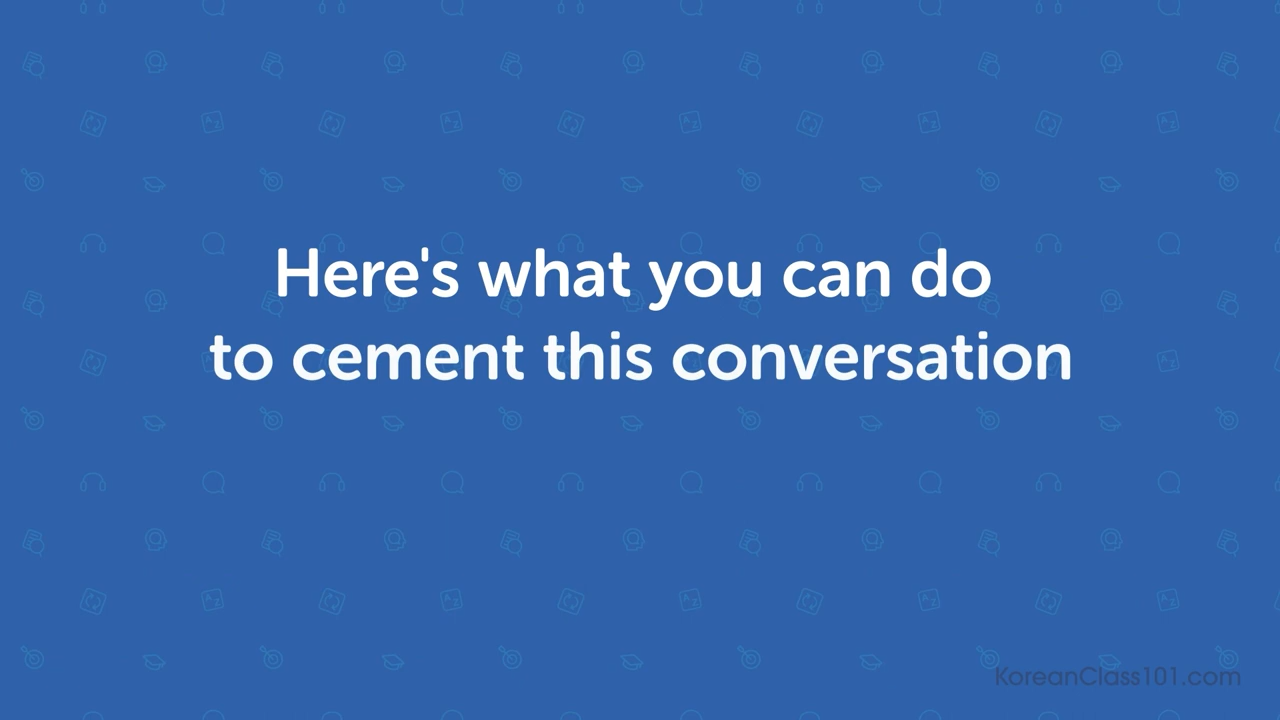 Here's what you can do
to cement this conversation
KoreanClass101.com